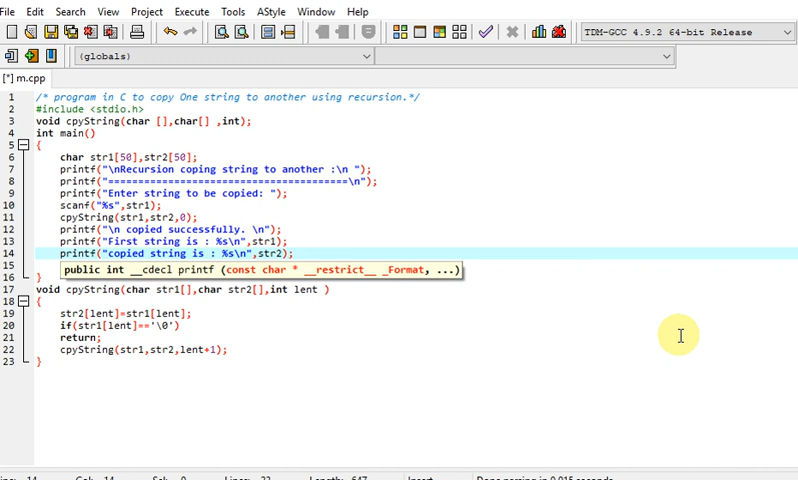 File Edit Search View Project Execute Tools AStyle Window Help
TDM-GCC 4.9.2 64-bit Release
(globals)
[*] m.cpp
1 /* program in C to copy One string to another using recursion.*/
2 #include <stdio.h>
3 void cpyString(char [],char[] ,int);
4 int main()
5 {
6 char str1[50],str2[50];
7 printf("\nRecursion coping string to another :\n ");
8 printf("========================================\n");
9 printf("Enter string to be copied: ");
10 scanf("%s",str1);
11 cpyString(str1,str2,0);
12 printf("\n copied successfully. \n");
13 printf("First string is : %s\n",str1);
14 printf("copied string is : %s\n",str2);
15 public int __cdecl printf (const char * __restrict__ _Format, ...)
16 }
17 void cpyString(char str1[],char str2[],int lent )
18 {
19 str2[lent]=str1[lent];
20 if(str1[lent]=='\0')
21 return;
22 cpyString(str1,str2,lent+1);
23 }